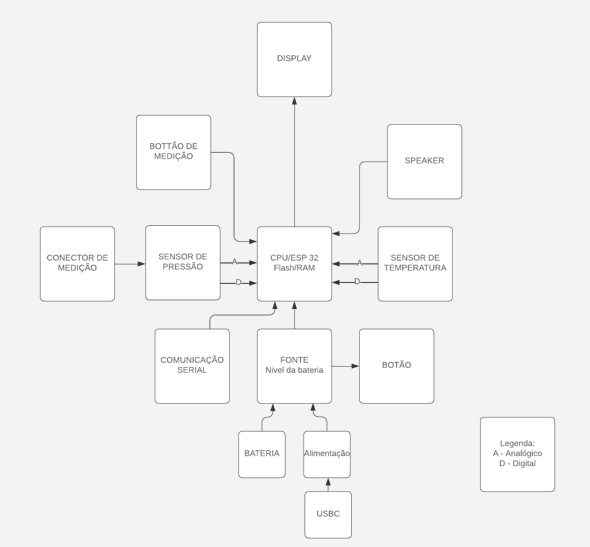 DISPLAY
BOTTÃO DE
MEDIÇÃO
SPEAKER
CONECTOR DE
MEDIÇÃO
SENSOR DE
PRESSÃO
A
D
CPU/ESP 32
Flash/RAM
A
D
SENSOR DE
TEMPERATURA
COMUNICAÇÃO
SERIAL
FONTE
Nivel da bateria
BOTÃO
BATERIA
Alimentação
USBC
Legenda:
A - Analógico
D - Digital